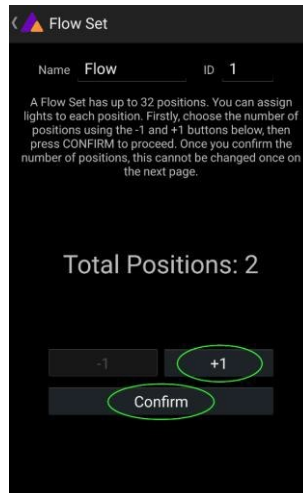 Flow Set
Name Flow ID 1
A Flow Set has up to 32 positions. You can assign
lights to each position. Firstly, choose the number of
positions using the -1 and +1 buttons below, then
press CONFIRM to proceed. Once you confirm the
number of positions, this cannot be changed once on
the next page.
Total Positions: 2
-1 +1
Confirm